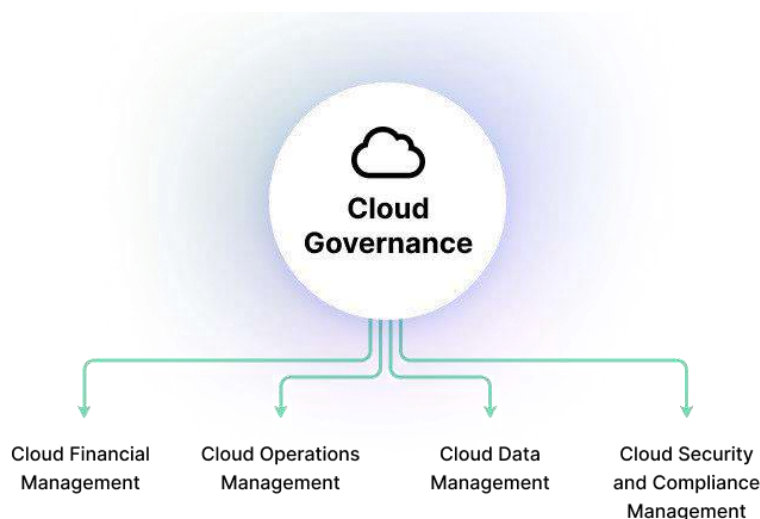 Cloud
Governance
Cloud Financial
Management
Cloud Operations
Management
Cloud Data
Management
Cloud Security
and Compliance
Management